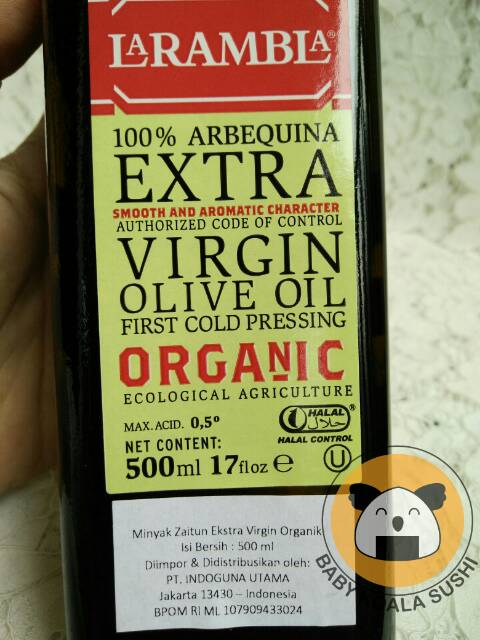 LARAMBLA®
100% ARBEQUINA
EXTRA
SMOOTH AND AROMATIC CHARACTER
AUTHORIZED CODE OF CONTROL
VIRGIN
OLIVE OIL
FIRST COLD PRESSING
ORGANIC
ECOLOGICAL AGRICULTURE
MAX. ACID. 0,5º
HALAL ®
حلال
HALAL CONTROL
NET CONTENT:
500ml 17floz ℮
U
Minyak Zaitun Ekstra Virgin Organik
Isi Bersih : 500 ml
Diimpor & Didistribusikan oleh:
PT. INDOGUNA UTAMA
Jakarta 13430 – Indonesia
BPOM RI ML 107909433024
BABY KOALA SUSHI